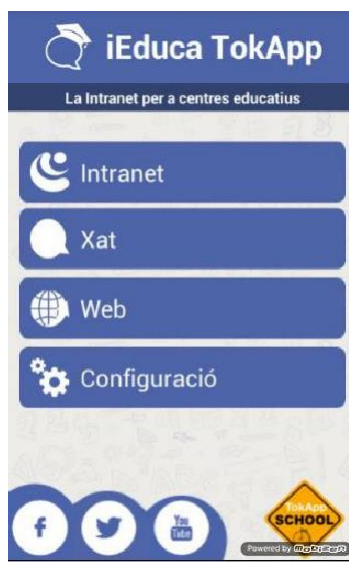 iEduca TokApp
La Intranet per a centres educatius
Intranet
Xat
Web
Configuració
f
You
Tube
TokApp
SCHOOL
Powered by